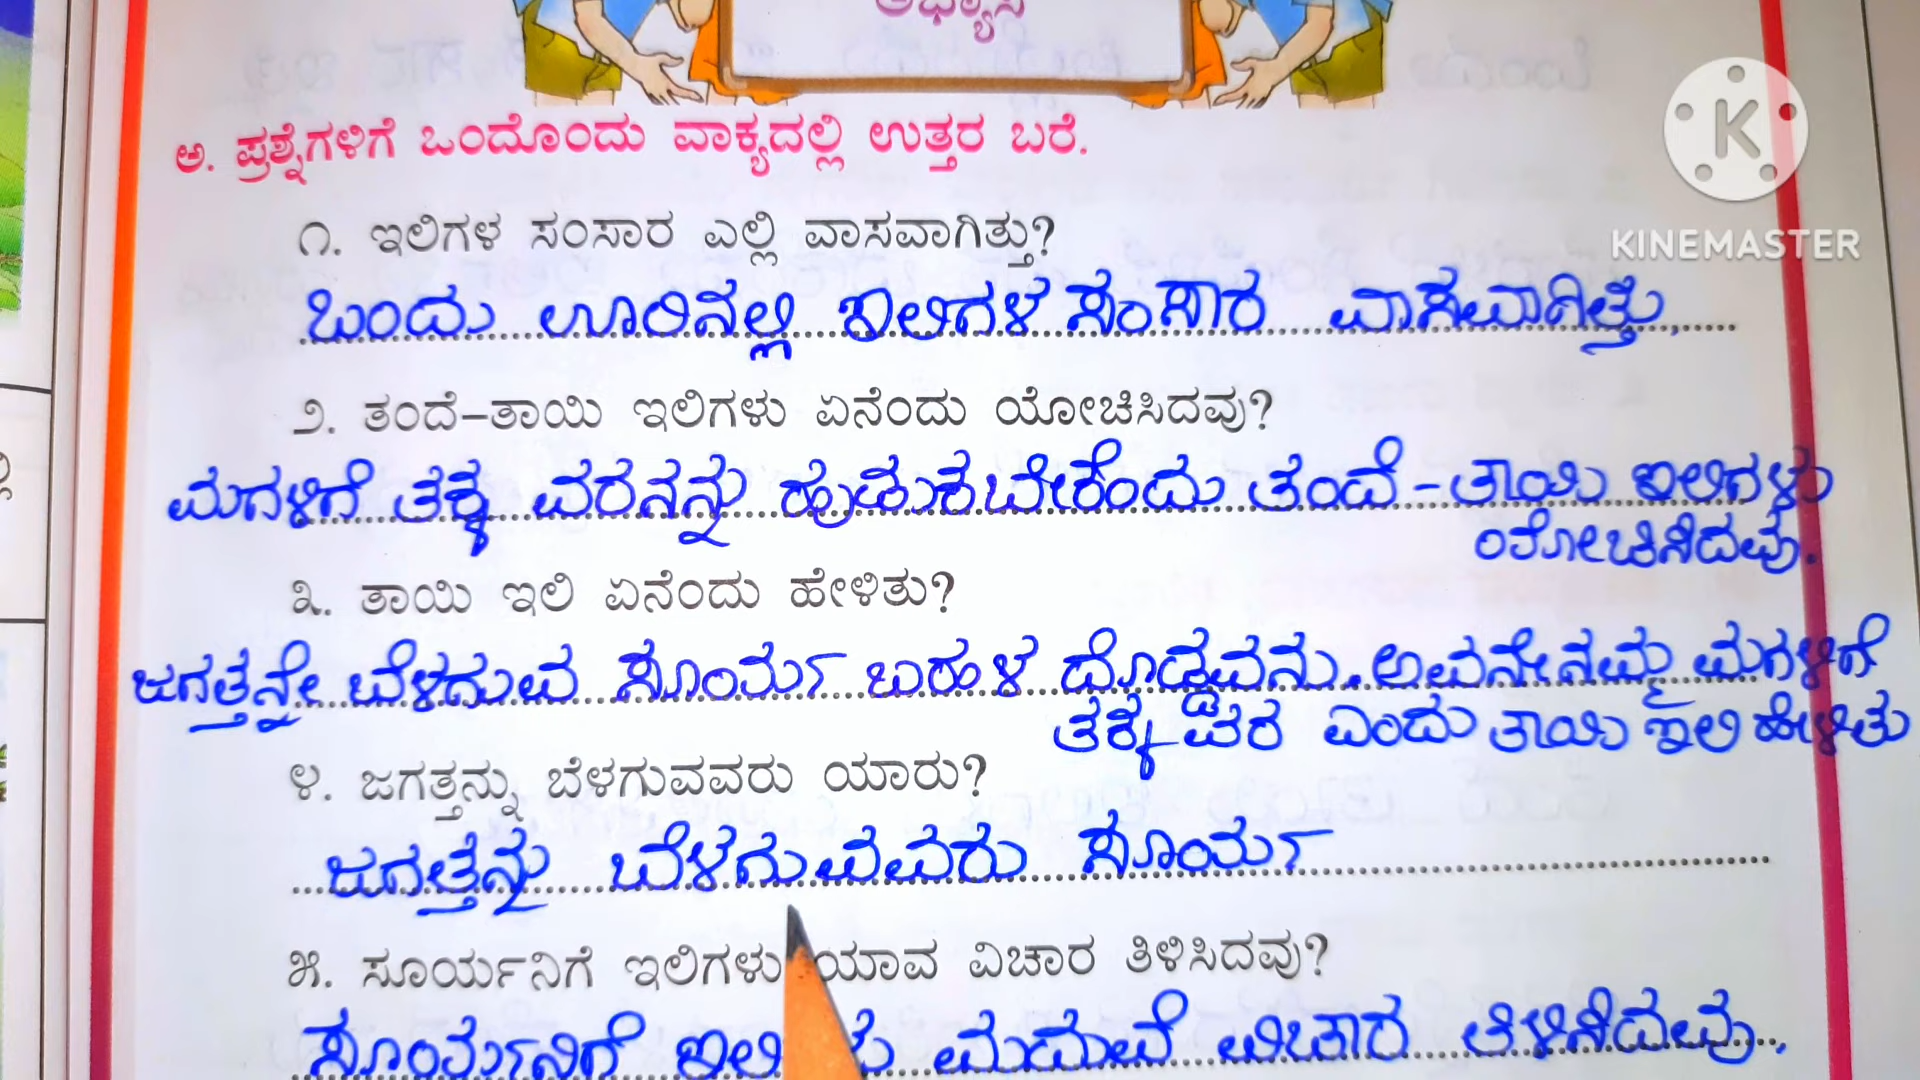 ಅಭ್ಯಾಸ
KINEMASTER
ಅ. ಪ್ರಶ್ನೆಗಳಿಗೆ ಒಂದೊಂದು ವಾಕ್ಯದಲ್ಲಿ ಉತ್ತರ ಬರೆ.
೧. ಇಲಿಗಳ ಸಂಸಾರ ಎಲ್ಲಿ ವಾಸವಾಗಿತ್ತು?
ಒಂದು ಊರಿನಲ್ಲಿ ಇಲಿಗಳ ಸಂಸಾರ ವಾಸವಾಗಿತ್ತು.
೨. ತಂದೆ-ತಾಯಿ ಇಲಿಗಳು ಏನೆಂದು ಯೋಚಿಸಿದವು?
ಮಗಳಿಗೆ ತಕ್ಕ ವರನನ್ನು ಹುಡುಕಬೇಕೆಂದು ತಂದೆ - ತಾಯಿ ಇಲಿಗಳು
ಯೋಚಿಸಿದವು.
೩. ತಾಯಿ ಇಲಿ ಏನೆಂದು ಹೇಳಿತು?
ಜಗತ್ತನ್ನೇ ಬೆಳಗುವ ಸೂರ್ಯ ಬಹಳ ದೊಡ್ಡವನು. ಅವನೇ ನಮ್ಮ ಮಗಳಿಗೆ
ತಕ್ಕ ವರ ಎಂದು ತಾಯಿ ಇಲಿ ಹೇಳಿತು
೪. ಜಗತ್ತನ್ನು ಬೆಳಗುವವರು ಯಾರು?
ಜಗತ್ತನ್ನು ಬೆಳಗುವವರು ಸೂರ್ಯ
೫. ಸೂರ್ಯನಿಗೆ ಇಲಿಗಳು ಯಾವ ವಿಚಾರ ತಿಳಿಸಿದವು?
ಸೂರ್ಯನಿಗೆ ಇಲಿ ಮದುವೆ ವಿಚಾರ ತಿಳಿಸಿದವು.